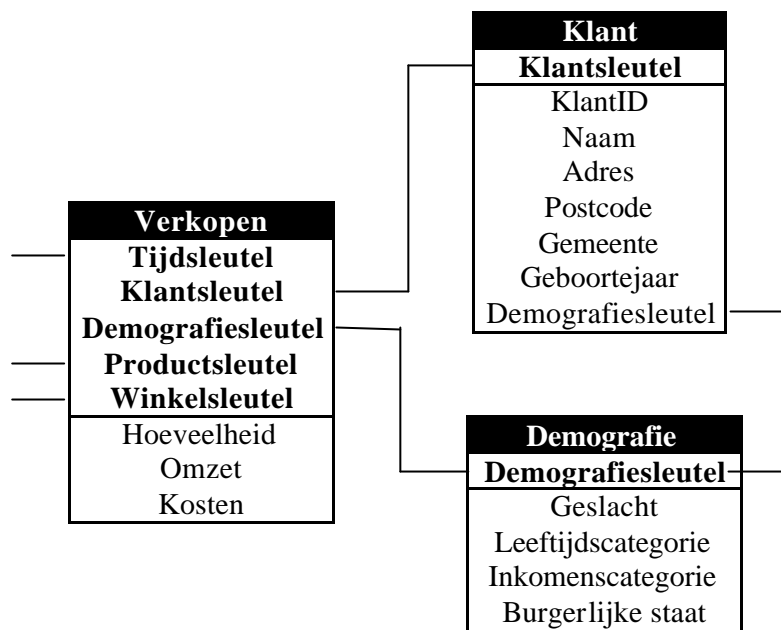 Klant
Klantsleutel
KlantID
Naam
Adres
Postcode
Gemeente
Geboortejaar
Demografiesleutel
Verkopen
Tijdsleutel
Klantsleutel
Demografiesleutel
Productsleutel
Winkelsleutel
Hoeveelheid
Omzet
Kosten
Demografie
Demografiesleutel
Geslacht
Leeftijdscategorie
Inkomenscategorie
Burgerlijke staat